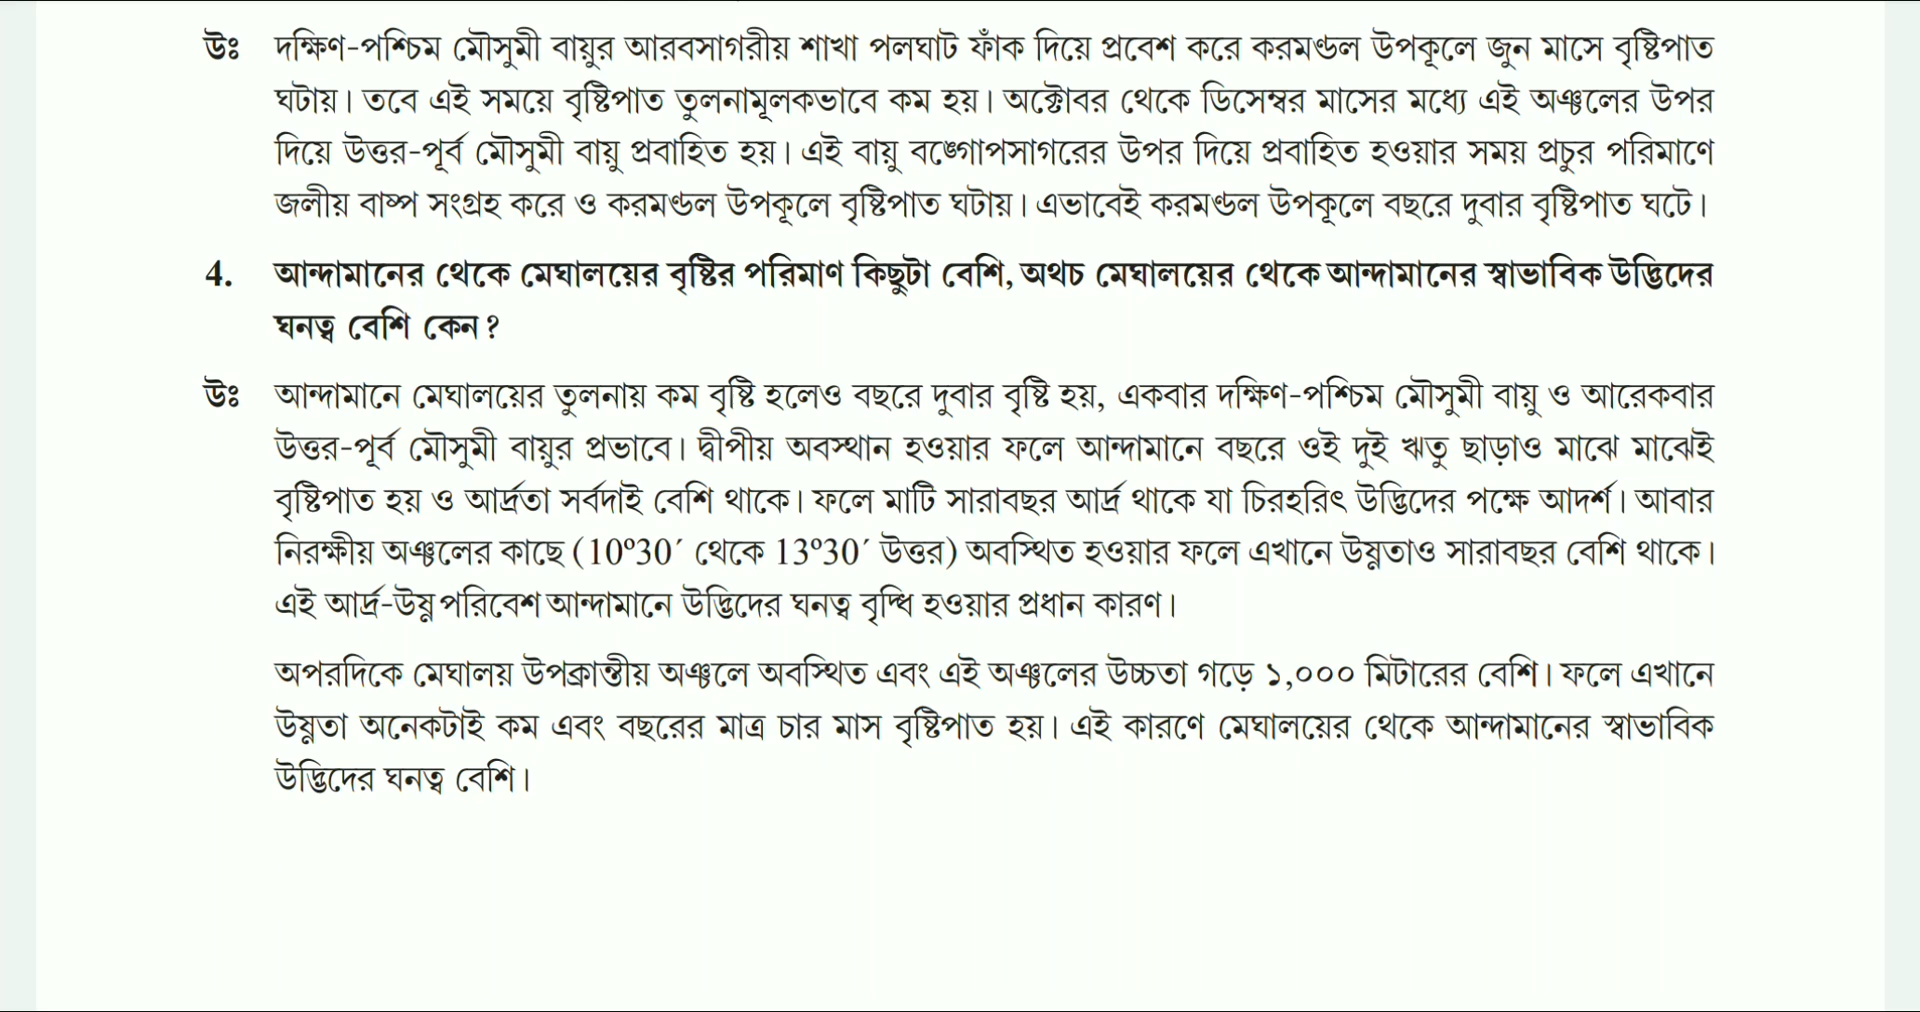 উঃ দক্ষিণ-পশ্চিম মৌসুমী বায়ুর আরবসাগরীয় শাখা পলঘাট ফাঁক দিয়ে প্রবেশ করে করমণ্ডল উপকূলে জুন মাসে বৃষ্টিপাত
ঘটায়। তবে এই সময়ে বৃষ্টিপাত তুলনামূলকভাবে কম হয়। অক্টোবর থেকে ডিসেম্বর মাসের মধ্যে এই অঞ্চলের উপর
দিয়ে উত্তর-পূর্ব মৌসুমী বায়ু প্রবাহিত হয়। এই বায়ু বঙ্গোপসাগরের উপর দিয়ে প্রবাহিত হওয়ার সময় প্রচুর পরিমাণে
জলীয় বাষ্প সংগ্রহ করে ও করমণ্ডল উপকূলে বৃষ্টিপাত ঘটায়। এভাবেই করমণ্ডল উপকূলে বছরে দুবার বৃষ্টিপাত ঘটে।
4. আন্দামানের থেকে মেঘালয়ের বৃষ্টির পরিমাণ কিছুটা বেশি, অথচ মেঘালয়ের থেকে আন্দামানের স্বাভাবিক উদ্ভিদের
ঘনত্ব বেশি কেন?
উঃ আন্দামানে মেঘালয়ের তুলনায় কম বৃষ্টি হলেও বছরে দুবার বৃষ্টি হয়, একবার দক্ষিণ-পশ্চিম মৌসুমী বায়ু ও আরেকবার
উত্তর-পূর্ব মৌসুমী বায়ুর প্রভাবে। দ্বীপীয় অবস্থান হওয়ার ফলে আন্দামানে বছরে ওই দুই ঋতু ছাড়াও মাঝে মাঝেই
বৃষ্টিপাত হয় ও আর্দ্রতা সর্বদাই বেশি থাকে। ফলে মাটি সারাবছর আর্দ্র থাকে যা চিরহরিৎ উদ্ভিদের পক্ষে আদর্শ। আবার
নিরক্ষীয় অঞ্চলের কাছে (10º30´ থেকে 13º30´ উত্তর) অবস্থিত হওয়ার ফলে এখানে উষ্ণতাও সারাবছর বেশি থাকে।
এই আর্দ্র-উষ্ণ পরিবেশ আন্দামানে উদ্ভিদের ঘনত্ব বৃদ্ধি হওয়ার প্রধান কারণ।
অপরদিকে মেঘালয় উপক্রান্তীয় অঞ্চলে অবস্থিত এবং এই অঞ্চলের উচ্চতা গড়ে ১,০০০ মিটারের বেশি। ফলে এখানে
উষ্ণতা অনেকটাই কম এবং বছরের মাত্র চার মাস বৃষ্টিপাত হয়। এই কারণে মেঘালয়ের থেকে আন্দামানের স্বাভাবিক
উদ্ভিদের ঘনত্ব বেশি।